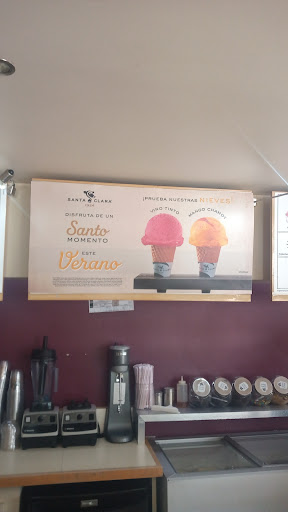 SANTA CLARA
1924
DISFRUTA DE UN
Santo
MOMENTO
ESTE
Verano
¡PRUEBA NUESTRAS NIEVES!
VINO TINTO
MANGO CHAMOY